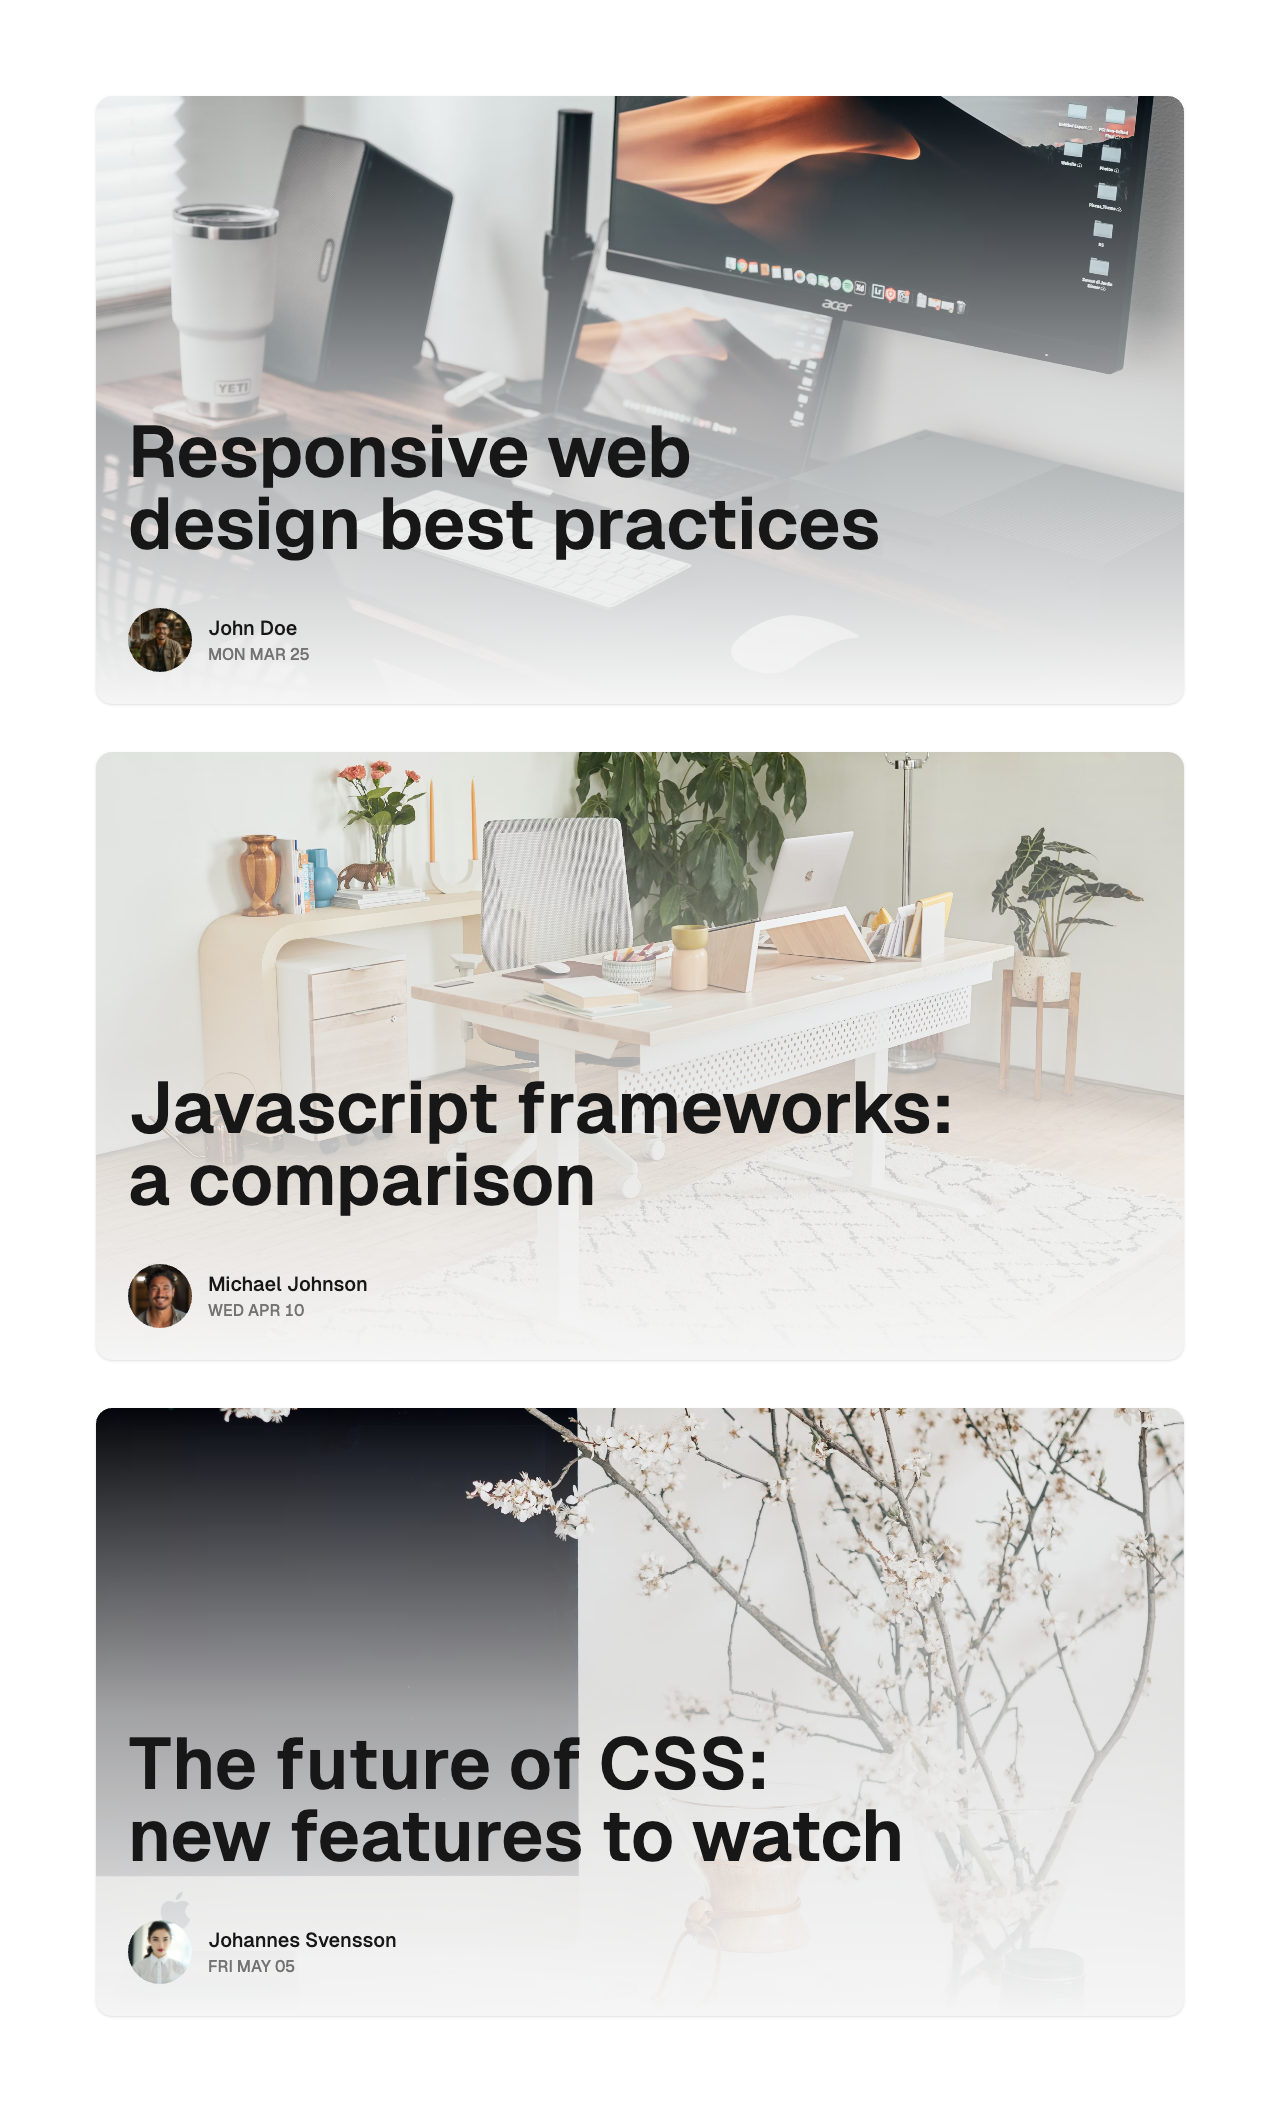 acer
YETI
Responsive web
design best practices
John Doe
MON MAR 25
Javascript frameworks:
a comparison
Michael Johnson
WED APR 10
The future of CSS:
new features to watch
Johannes Svensson
FRI MAY 05